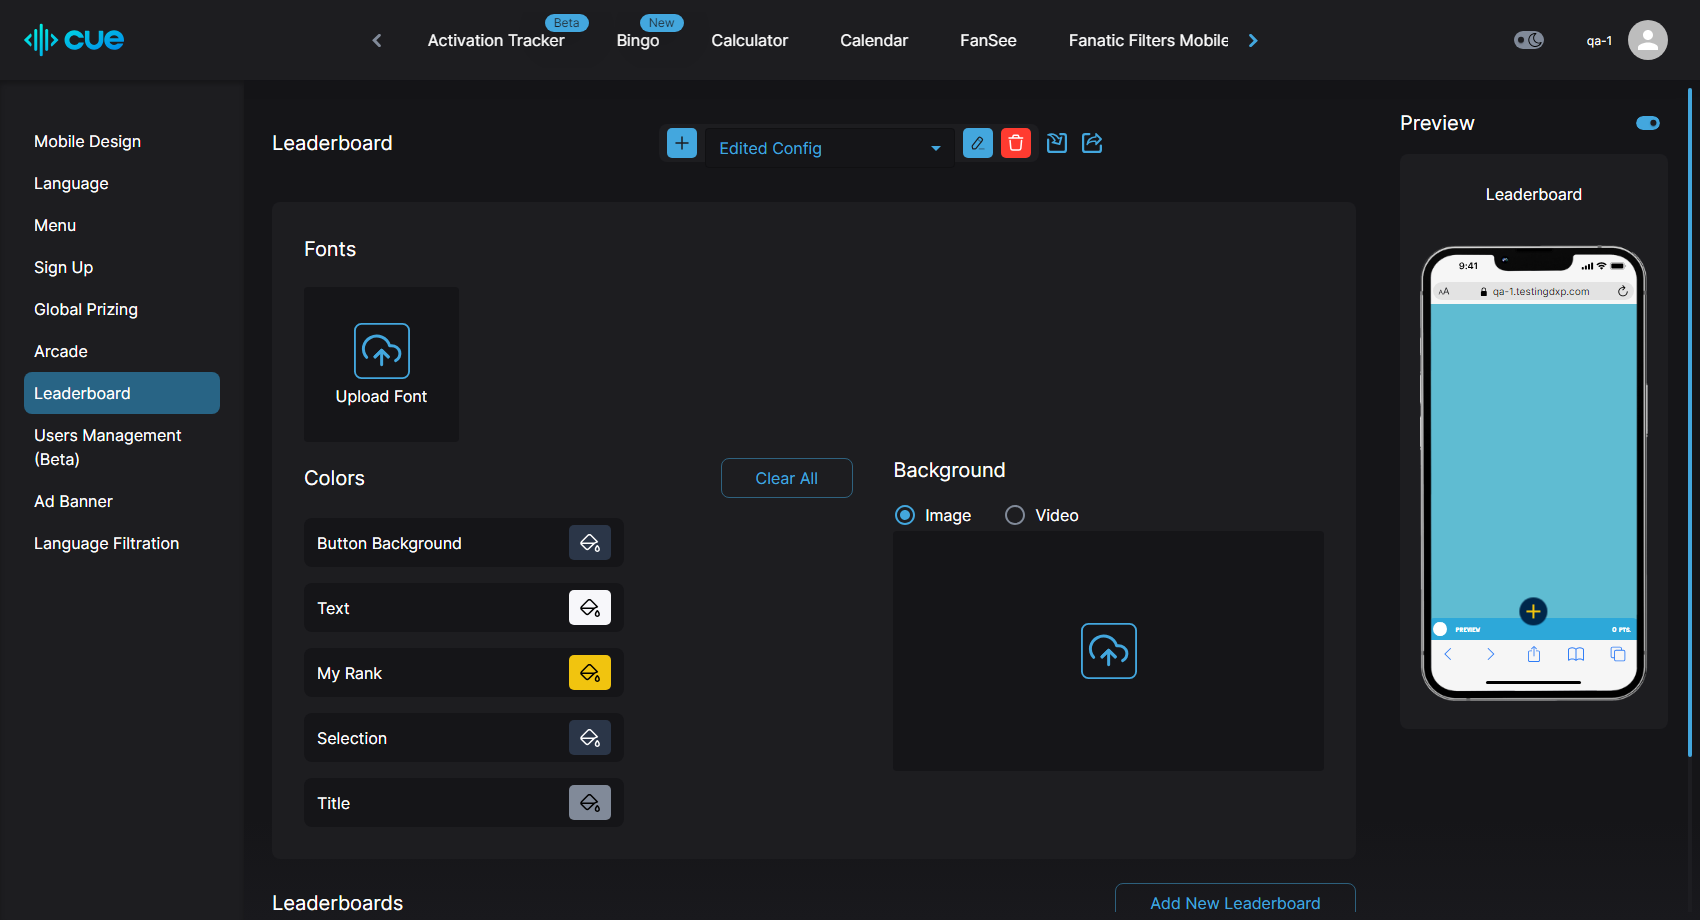 cue
Activation Tracker
Beta
Bingo
New
Calculator
Calendar
FanSee
Fanatic Filters Mobile
qa-1
Mobile Design
Language
Menu
Sign Up
Global Prizing
Arcade
Leaderboard
Users Management
(Beta)
Ad Banner
Language Filtration
Leaderboard
Edited Config
Fonts
Upload Font
Colors
Clear All
Button Background
Text
My Rank
Selection
Title
Background
Image
Video
Leaderboards
Add New Leaderboard
Preview
Leaderboard
9:41
AA
qa-1.testingdxp.com
PREVIEW
0 PTS.